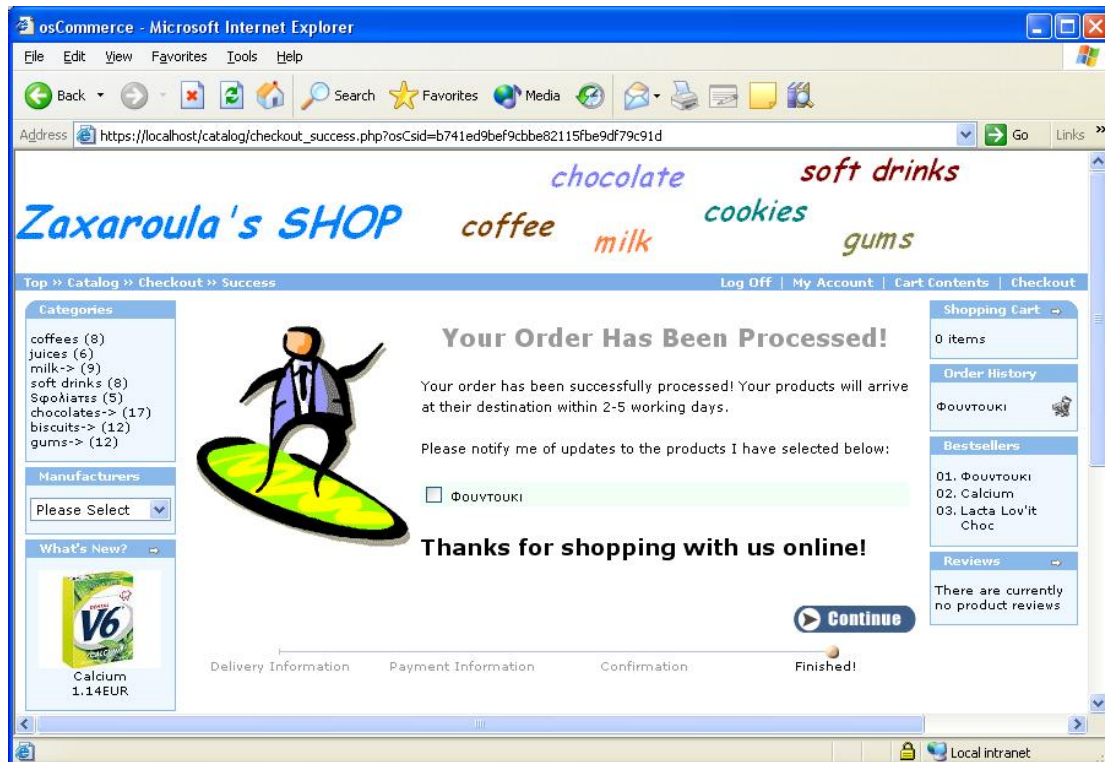 osCommerce - Microsoft Internet Explorer
File Edit View Favorites Tools Help
Back Search Favorites Media
Address https://localhost/catalog/checkout_success.php?osCsid=b741ed9bef9cbbe82115fbe9df79c91d Go Links »
chocolate soft drinks
Zaxaroula's SHOP coffee milk cookies gums
Top » Catalog » Checkout » Success Log Off | My Account | Cart Contents | Checkout
Categories
coffees (8)
juices (6)
milk-> (9)
soft drinks (8)
Sφολιατες (5)
chocolates-> (17)
biscuits-> (12)
gums-> (12)
Manufacturers
Please Select
What's New?
V6
Calcium
1.14EUR
Your Order Has Been Processed!
Your order has been successfully processed! Your products will arrive
at their destination within 2-5 working days.
Please notify me of updates to the products I have selected below:
Φουντουκι
Thanks for shopping with us online!
Continue
Delivery Information Payment Information Confirmation Finished!
Shopping Cart
0 items
Order History
Φουντουκι
Bestsellers
01. Φουντουκι
02. Calcium
03. Lacta Lov'it
Choc
Reviews
There are currently
no product reviews
Local intranet